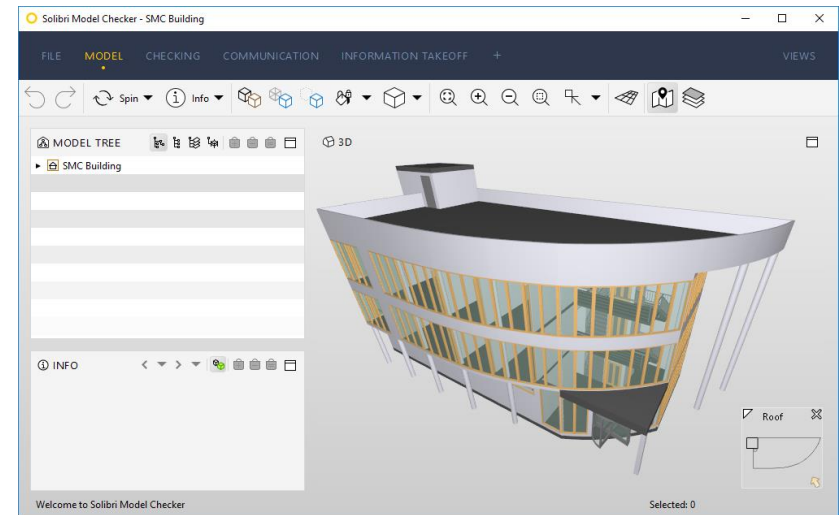 Solibri Model Checker - SMC Building
FILE MODEL CHECKING COMMUNICATION INFORMATION TAKEOFF + VIEWS
Spin Info
MODEL TREE
SMC Building
3D
INFO
Roof
Welcome to Solibri Model Checker Selected: 0